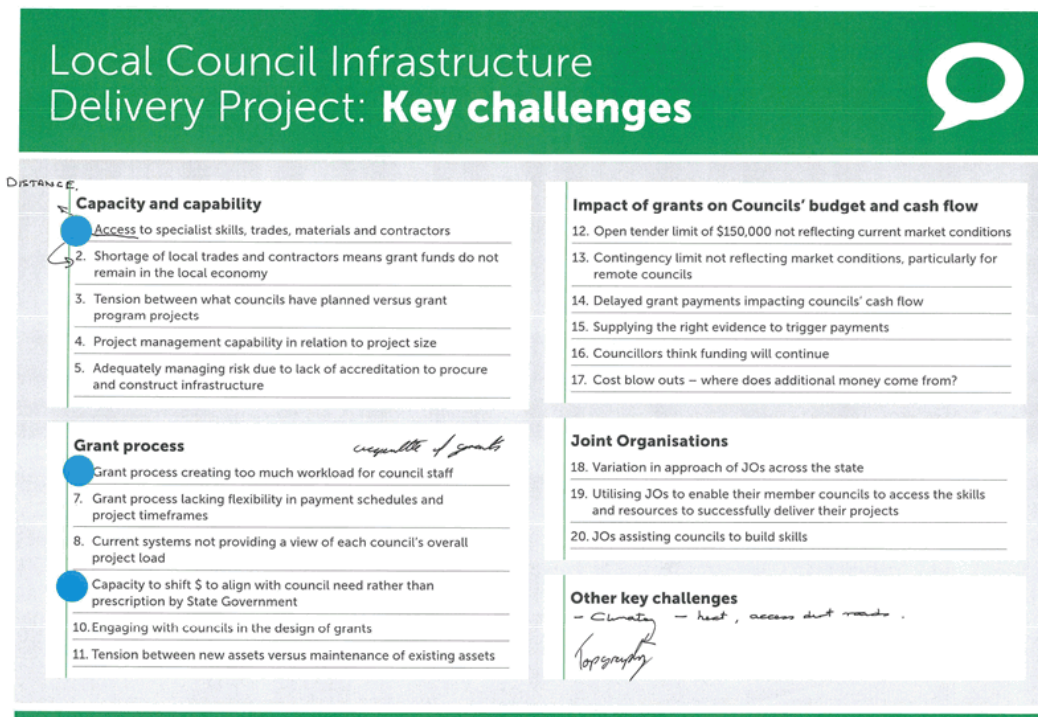 Local Council Infrastructure
Delivery Project: Key challenges
DISTANCE.
Capacity and capability
Access to specialist skills, trades, materials and contractors
2. Shortage of local trades and contractors means grant funds do not
remain in the local economy
3. Tension between what councils have planned versus grant
program projects
4. Project management capability in relation to project size
5. Adequately managing risk due to lack of accreditation to procure
and construct infrastructure
Grant process
of grants
Grant process creating too much workload for council staff
7. Grant process lacking flexibility in payment schedules and
project timeframes
8. Current systems not providing a view of each council's overall
project load
Capacity to shift $ to align with council need rather than
prescription by State Government
10. Engaging with councils in the design of grants
11. Tension between new assets versus maintenance of existing assets
Impact of grants on Councils' budget and cash flow
12. Open tender limit of $150,000 not reflecting current market conditions
13. Contingency limit not reflecting market conditions, particularly for
remote councils
14. Delayed grant payments impacting councils' cash flow
15. Supplying the right evidence to trigger payments
16. Councillors think funding will continue
17. Cost blow outs – where does additional money come from?
Joint Organisations
18. Variation in approach of JOs across the state
19. Utilising JOs to enable their member councils to access the skills
and resources to successfully deliver their projects
20. JOs assisting councils to build skills
Other key challenges
- Climate - heat, access dirt roads.
Topography